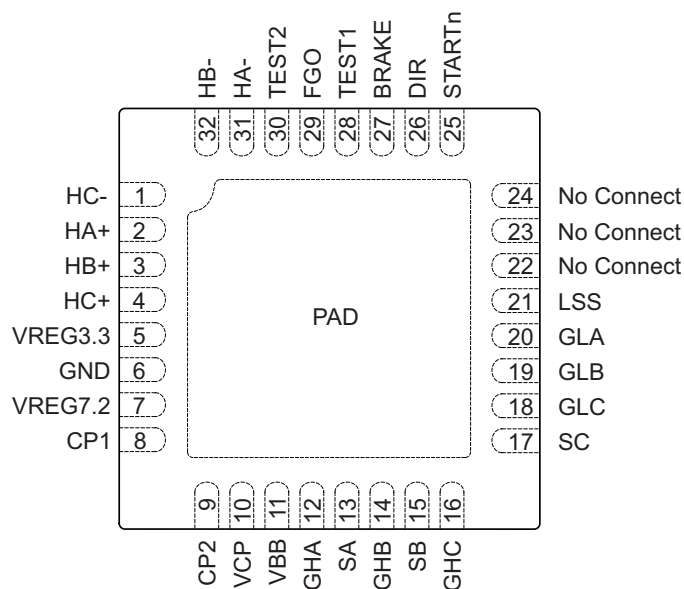 HB-
HA-
TEST2
FGO
TEST1
BRAKE
DIR
STARTn
32
31
30
29
28
27
26
25
HC- 1
HA+ 2
HB+ 3
HC+ 4
VREG3.3 5
GND 6
VREG7.2 7
CP1 8
PAD
24 No Connect
23 No Connect
22 No Connect
21 LSS
20 GLA
19 GLB
18 GLC
17 SC
9
10
11
12
13
14
15
16
CP2
VCP
VBB
GHA
SA
GHB
SB
GHC